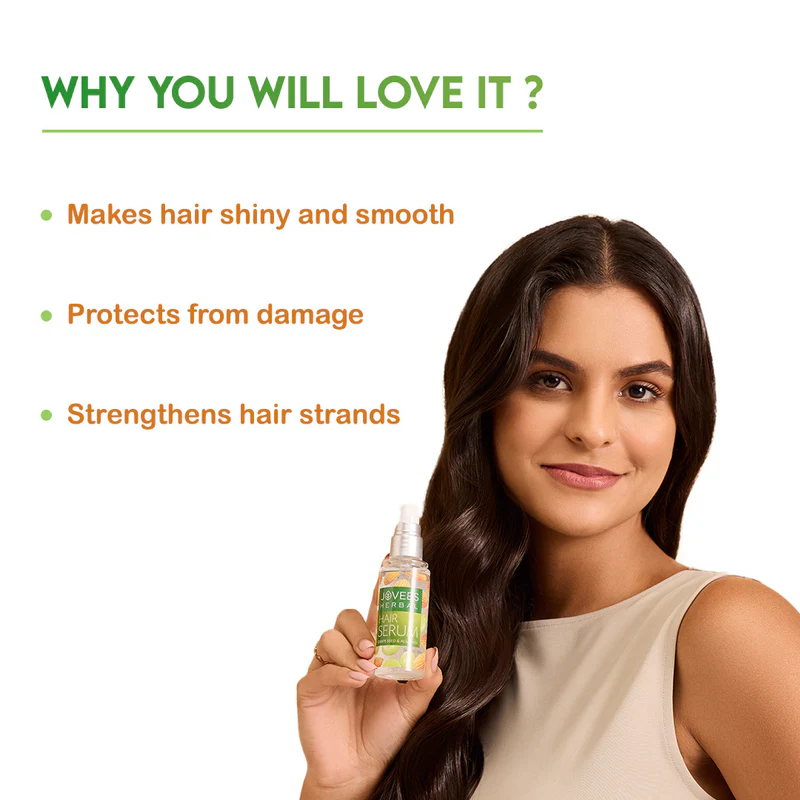 WHY YOU WILL LOVE IT ?
Makes hair shiny and smooth
Protects from damage
Strengthens hair strands
JOVEES
HERBAL
HAIR
SERUM